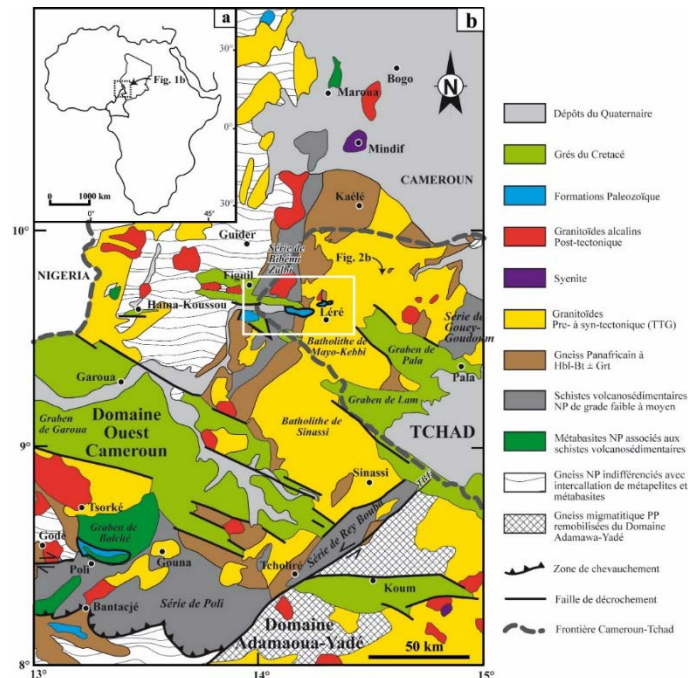 a
Fig. 1b
0 1000 km
0°
45°
30°
0°
30°
b
N
Maroua
Bogo
Mindif
CAMEROUN
Kaélé
10°
Guider
NIGERIA
Série de
Bibémi
Zalbi
Fig. 2b
Figuil
Hama-Koussou
Léré
Batholithe de
Mayo-Kebbi
Série de
Gouey-
Goudoum
Graben de
Pala
Pala
Garoua
Graben de Lam
Graben
de Garoua
Domaine
Ouest
Cameroun
Batholithe de
Sinassi
TCHAD
9°
Sinassi
Tsorké
Godé
Graben de
Balché
Poli
Gouna
Tcholiré
Série de Rey Bouba
Koum
Bantacjé
Série de Poli
Domaine
Adamaoua-Yadé
50 km
8°
13°
14°
15°
Dépôts du Quaternaire
Grés du Cretacé
Formations Paleozoïque
Granitoïdes alcalins
Post-tectonique
Syenite
Granitoïdes
Pre- à syn-tectonique (TTG)
Gneiss Panafricain à
Hbl-Bt ± Grt
Schistes volcanosédimentaires
NP de grade faible à moyen
Métabasites NP associés aux
schistes volcanosédimentaires
Gneiss NP indifférenciés avec
intercallation de métapelites et
métabasites
Gneiss migmatitique PP
remobilisées du Domaine
Adamawa-Yadé
Zone de chevauchement
Faille de décrochement
Frontière Cameroun-Tchad